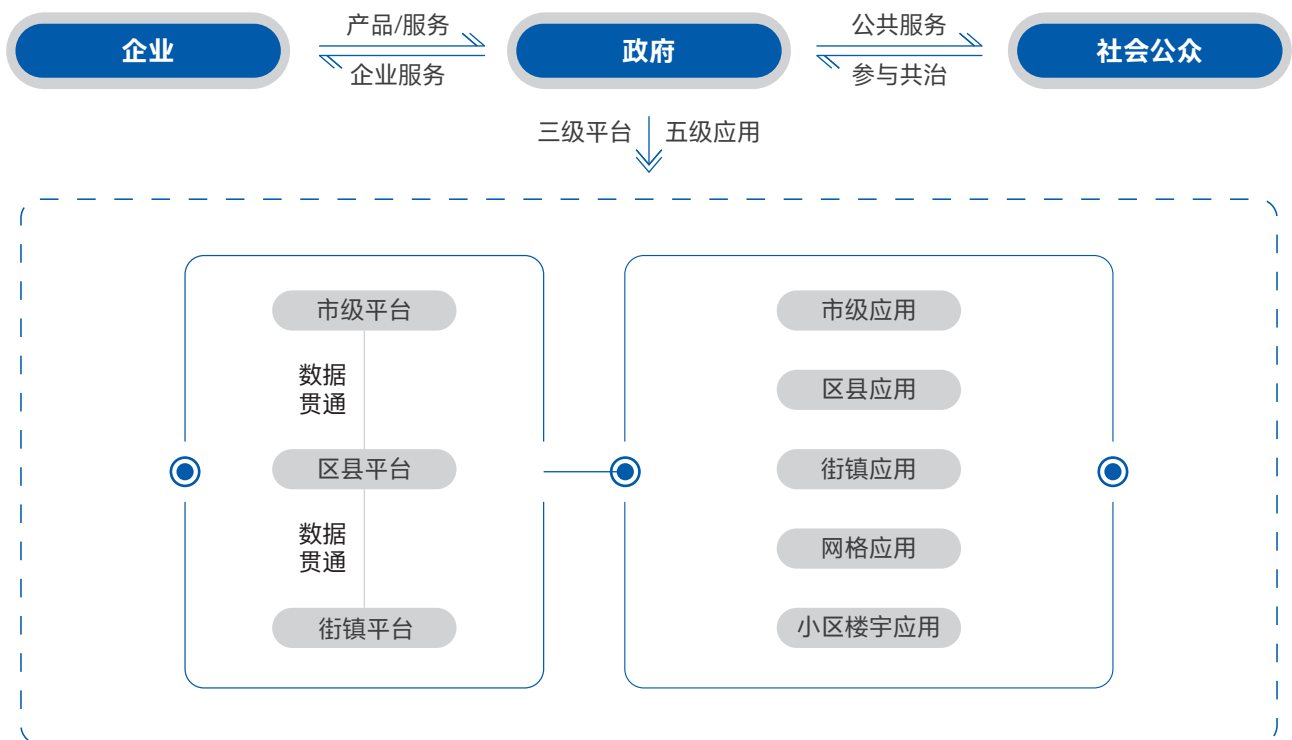 产品/服务
公共服务
企业
政府
社会公众
企业服务
参与共治
三级平台
五级应用
市级平台
数据
贯通
区县平台
数据
贯通
街镇平台
市级应用
区县应用
街镇应用
网格应用
小区楼宇应用